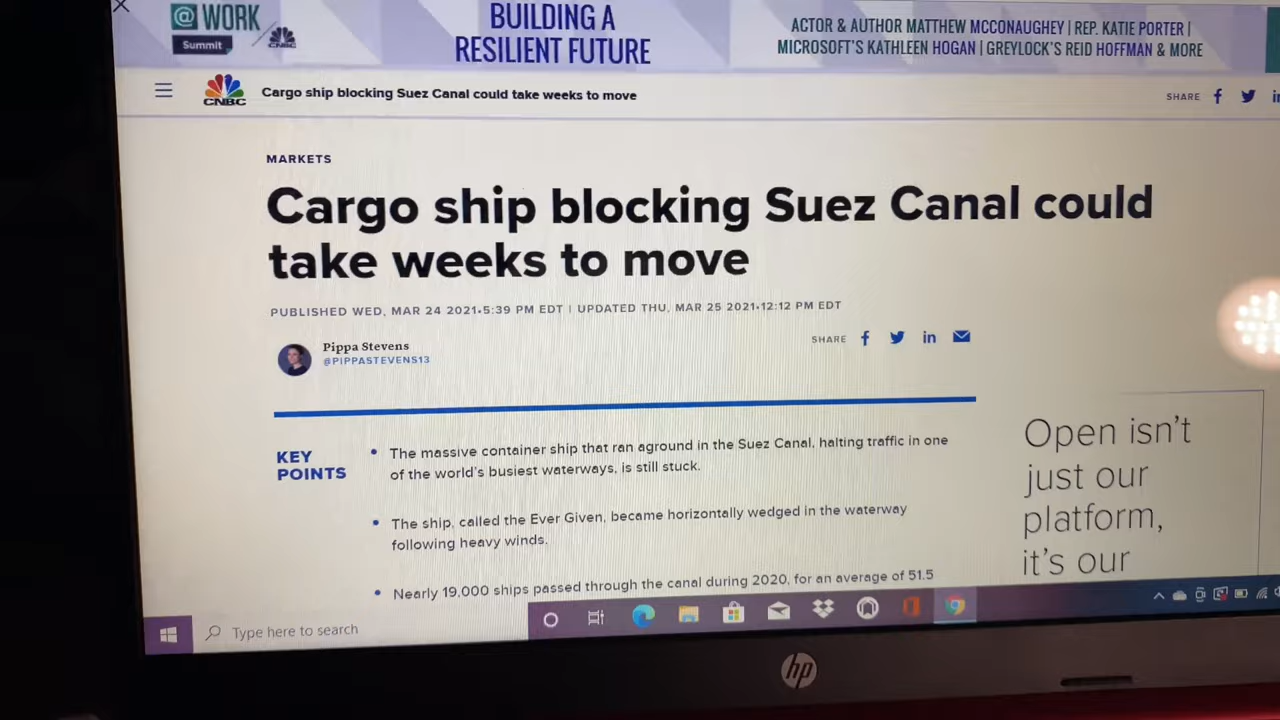 @ WORK
Summit
CNBC
BUILDING A
RESILIENT FUTURE
ACTOR & AUTHOR MATTHEW MCCONAUGHEY | REP. KATIE PORTER |
MICROSOFT'S KATHLEEN HOGAN | GREYLOCK'S REID HOFFMAN & MORE
CNBC
Cargo ship blocking Suez Canal could take weeks to move
SHARE f in
MARKETS
Cargo ship blocking Suez Canal could
take weeks to move
PUBLISHED WED, MAR 24 2021•5:39 PM EDT | UPDATED THU, MAR 25 2021•12:12 PM EDT
Pippa Stevens
@PIPPASTEVENS13
SHARE f in
KEY
POINTS
• The massive container ship that ran aground in the Suez Canal, halting traffic in one
of the world's busiest waterways, is still stuck.
• The ship, called the Ever Given, became horizontally wedged in the waterway
following heavy winds.
• Nearly 19,000 ships passed through the canal during 2020, for an average of 51.5
Open isn't
just our
platform,
it's our
Type here to search
hp